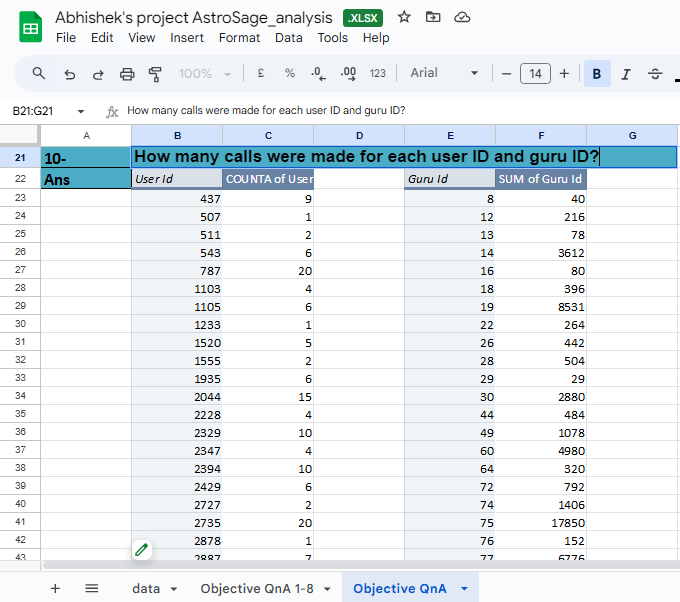 Abhishek's project AstroSage_analysis .XLSX
File Edit View Insert Format Data Tools Help
100% £ % .0 .00 123 Arial 14 B I S
B21:G21 fx How many calls were made for each user ID and guru ID?
A B C D E F G
21 10- How many calls were made for each user ID and guru ID?
22 Ans User Id COUNTA of User Guru Id SUM of Guru Id
23 437 9 8 40
24 507 1 12 216
25 511 2 13 78
26 543 6 14 3612
27 787 20 16 80
28 1103 4 18 396
29 1105 6 19 8531
30 1233 1 22 264
31 1520 5 26 442
32 1555 2 28 504
33 1935 6 29 29
34 2044 15 30 2880
35 2228 4 44 484
36 2329 10 49 1078
37 2347 4 60 4980
38 2394 10 64 320
39 2429 6 72 792
40 2727 2 74 1406
41 2735 20 75 17850
42 2878 1 76 152
43 2887 7 77 6776
data Objective QnA 1-8 Objective QnA